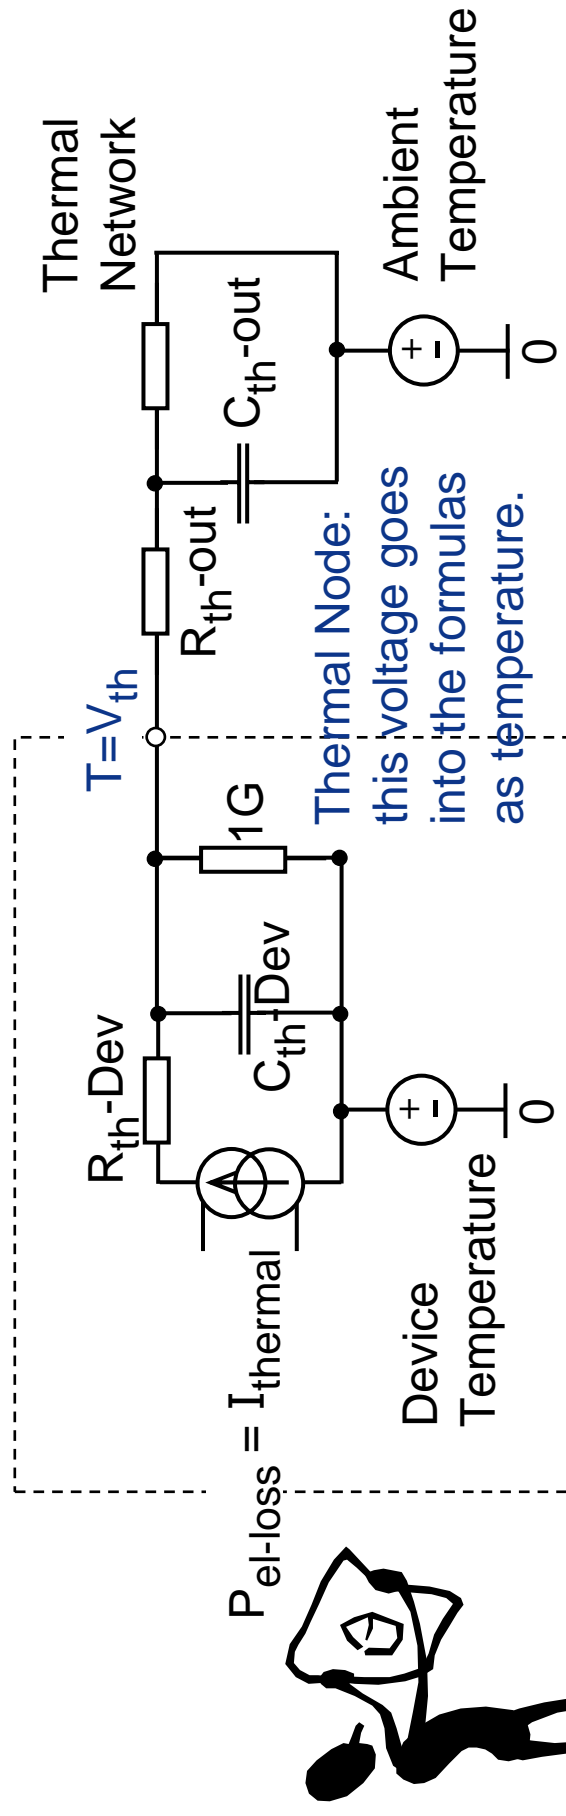 Thermal
Network
T=Vth
Rth-Dev
Rth-out
Cth-out
1G
Cth-Dev
Pel-loss = Ithermal
Thermal Node:
this voltage goes
into the formulas
as temperature.
Device
Temperature
+
-
0
Ambient
Temperature
+
-
0